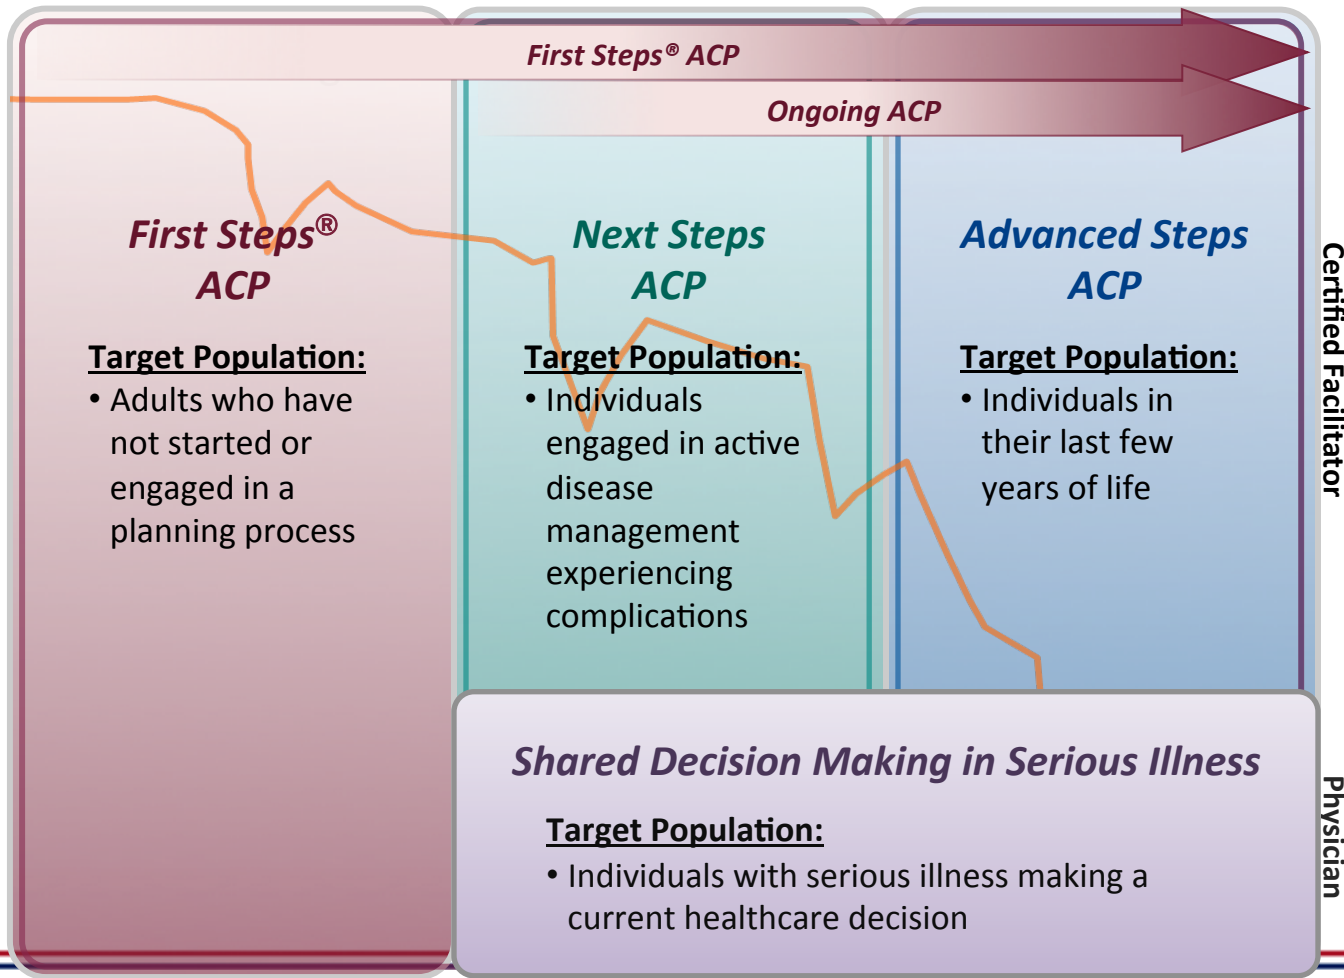 First Steps® ACP
Ongoing ACP
First Steps®
ACP
Target Population:
• Adults who have
not started or
engaged in a
planning process
Next Steps
ACP
Target Population:
• Individuals
engaged in active
disease
management
experiencing
complications
Advanced Steps
ACP
Target Population:
• Individuals in
their last few
years of life
Certified Facilitator
Shared Decision Making in Serious Illness
Target Population:
• Individuals with serious illness making a
current healthcare decision
Physician